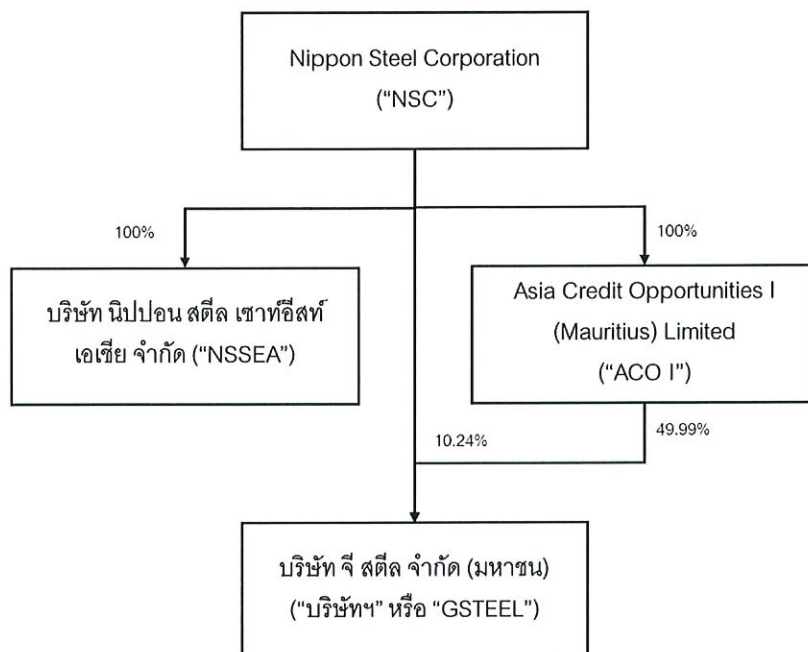 Nippon Steel Corporation
(“NSC”)
100%
100%
บริษัท นิปปอน สตีล เซาท์อีสท์
เอเชีย จำกัด (“NSSEA”)
Asia Credit Opportunities I
(Mauritius) Limited
(“ACO I”)
10.24%
49.99%
บริษัท จี สตีล จำกัด (มหาชน)
(“บริษัทฯ” หรือ “GSTEEL”)